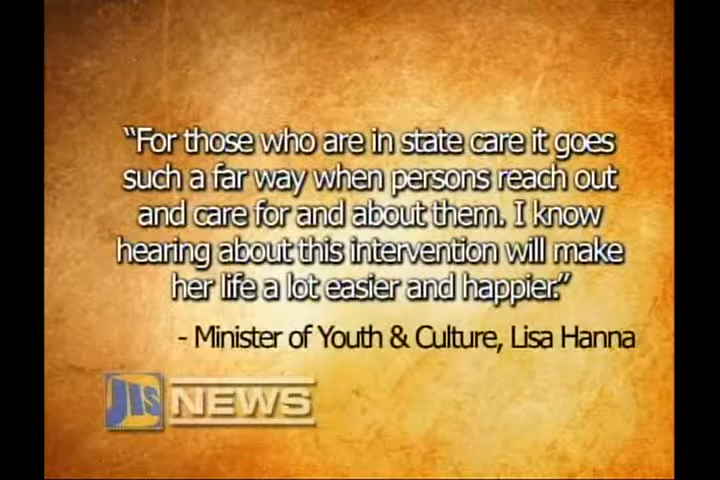 “For those who are in state care it goes
such a far way when persons reach out
and care for and about them. I know
hearing about this intervention will make
her life a lot easier and happier.”
- Minister of Youth & Culture, Lisa Hanna
JIS NEWS